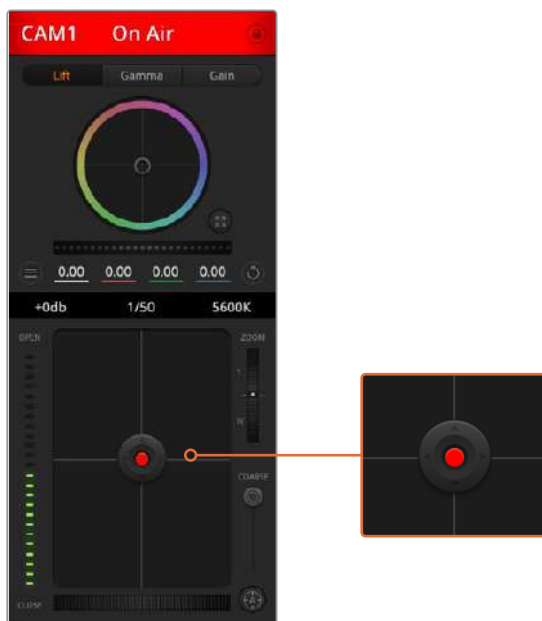 CAM1 On Air
Lift Gamma Gain
0.00 0.00 0.00 0.00
+0db 1/50 5600K
OPEN ZOOM
T
W
COARSE
CLOSE
A